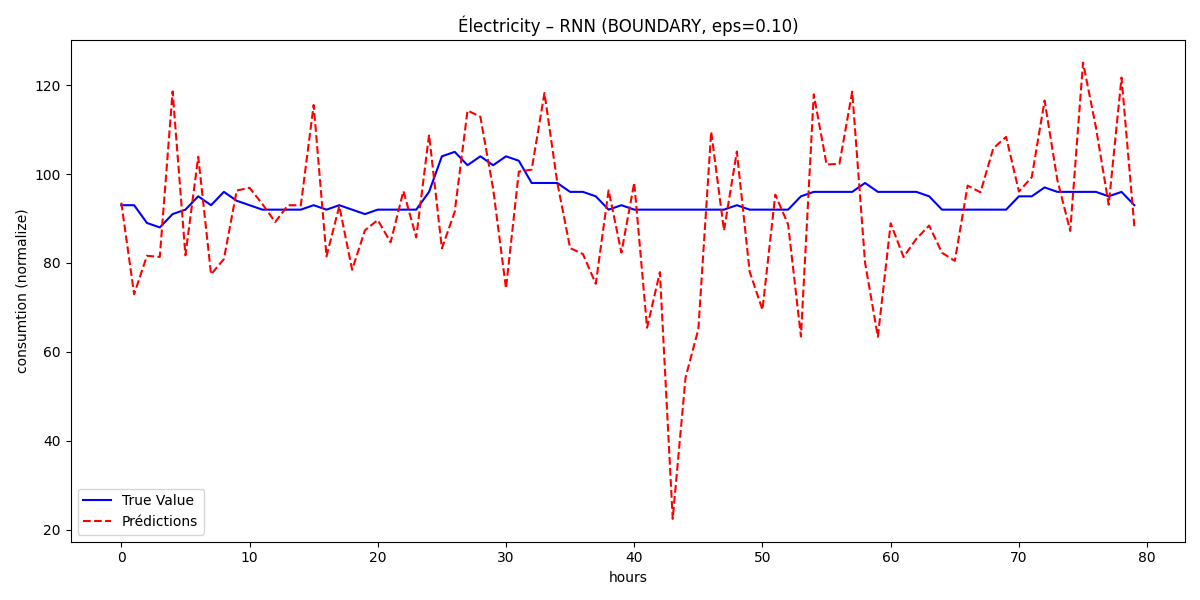 Électricity – RNN (BOUNDARY, eps=0.10)
consumtion (normalize)
120
100
80
60
40
20
True Value
Prédictions
0 10 20 30 40 50 60 70 80
hours